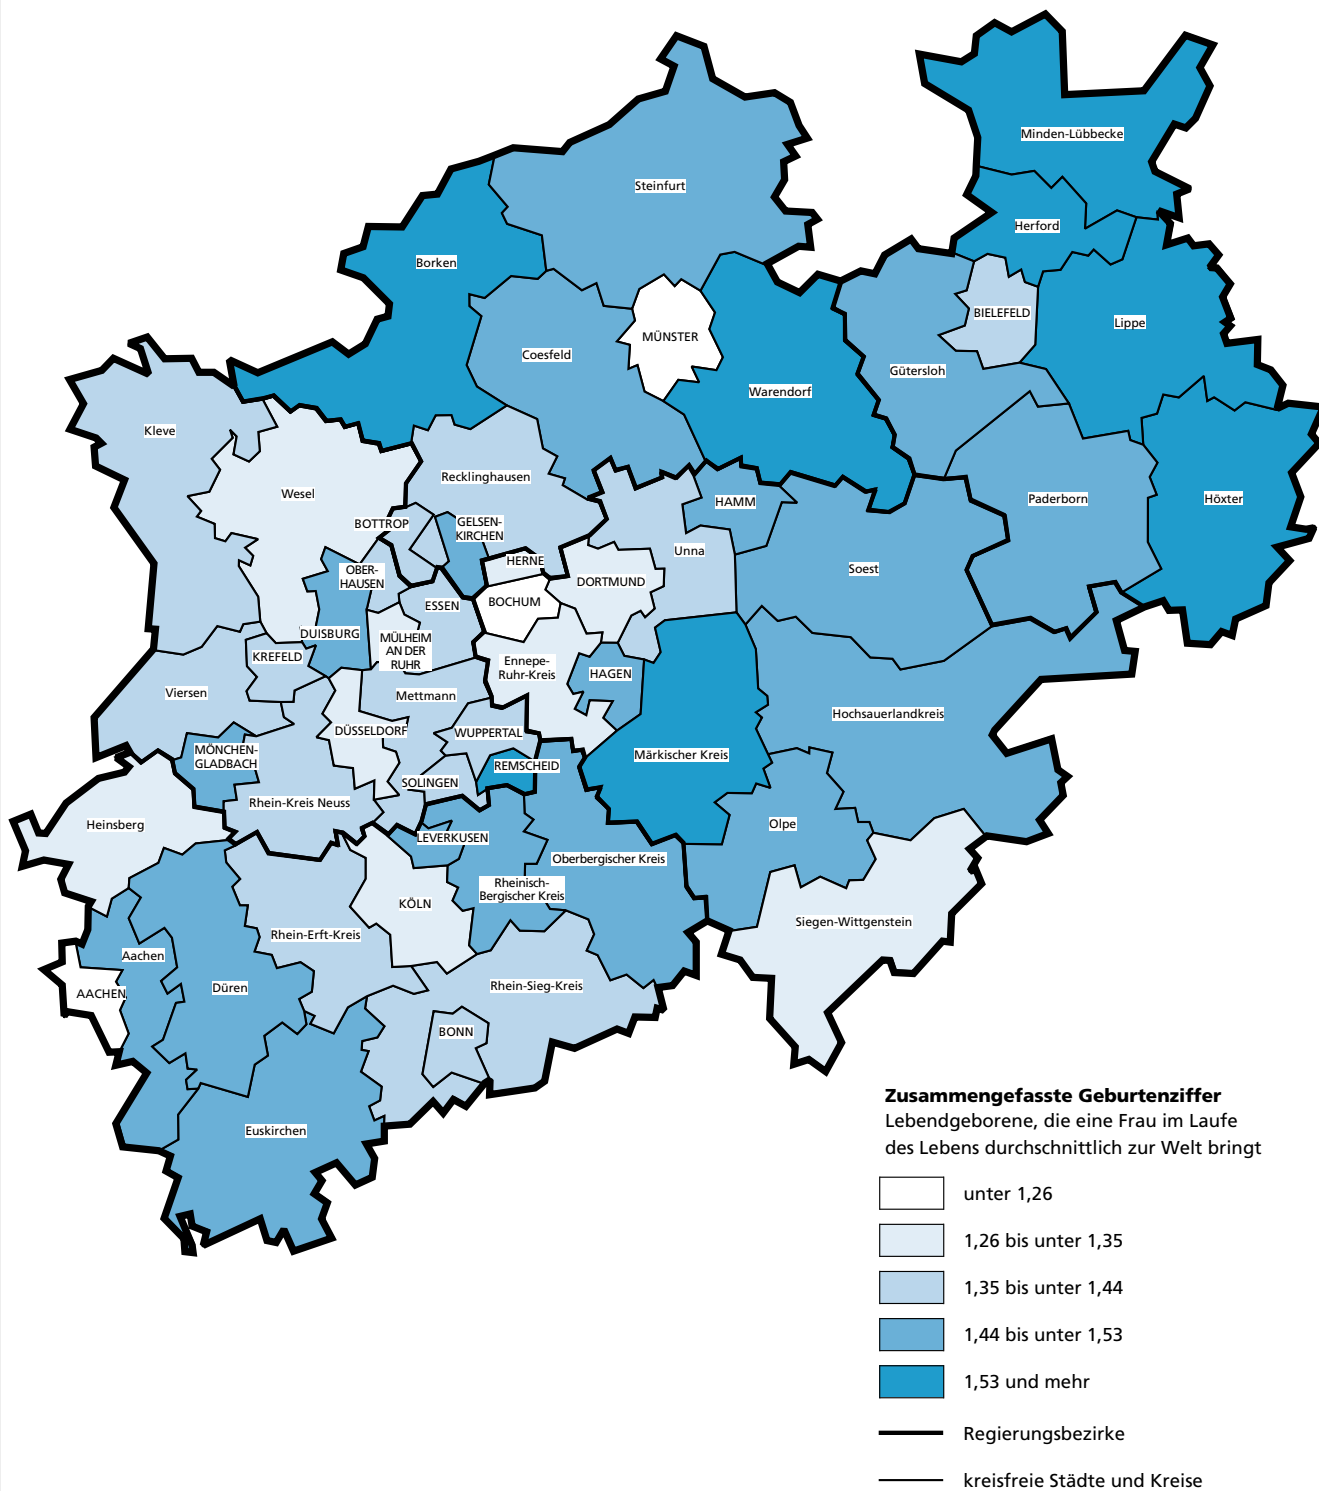 Minden-Lübbecke
Steinfurt
Herford
Borken
BIELEFELD
Lippe
MÜNSTER
Coesfeld
Gütersloh
Warendorf
Kleve
Recklinghausen
Wesel
Paderborn
Höxter
HAMM
BOTTROP
GELSEN-
KIRCHEN
Unna
HERNE
Soest
OBER-
HAUSEN
DORTMUND
ESSEN
BOCHUM
DUISBURG
MÜLHEIM
AN DER
RUHR
KREFELD
Ennepe-
Ruhr-Kreis
HAGEN
Viersen
Mettmann
Hochsauerlandkreis
DÜSSELDORF
WUPPERTAL
MÖNCHEN-
GLADBACH
Märkischer Kreis
REMSCHEID
SOLINGEN
Rhein-Kreis Neuss
Heinsberg
Olpe
LEVERKUSEN
Oberbergischer Kreis
Rheinisch-
Bergischer Kreis
KÖLN
Siegen-Wittgenstein
Rhein-Erft-Kreis
Aachen
Düren
Rhein-Sieg-Kreis
AACHEN
BONN
Euskirchen
Zusammengefasste Geburtenziffer
Lebendgeborene, die eine Frau im Laufe
des Lebens durchschnittlich zur Welt bringt
unter 1,26
1,26 bis unter 1,35
1,35 bis unter 1,44
1,44 bis unter 1,53
1,53 und mehr
Regierungsbezirke
kreisfreie Städte und Kreise